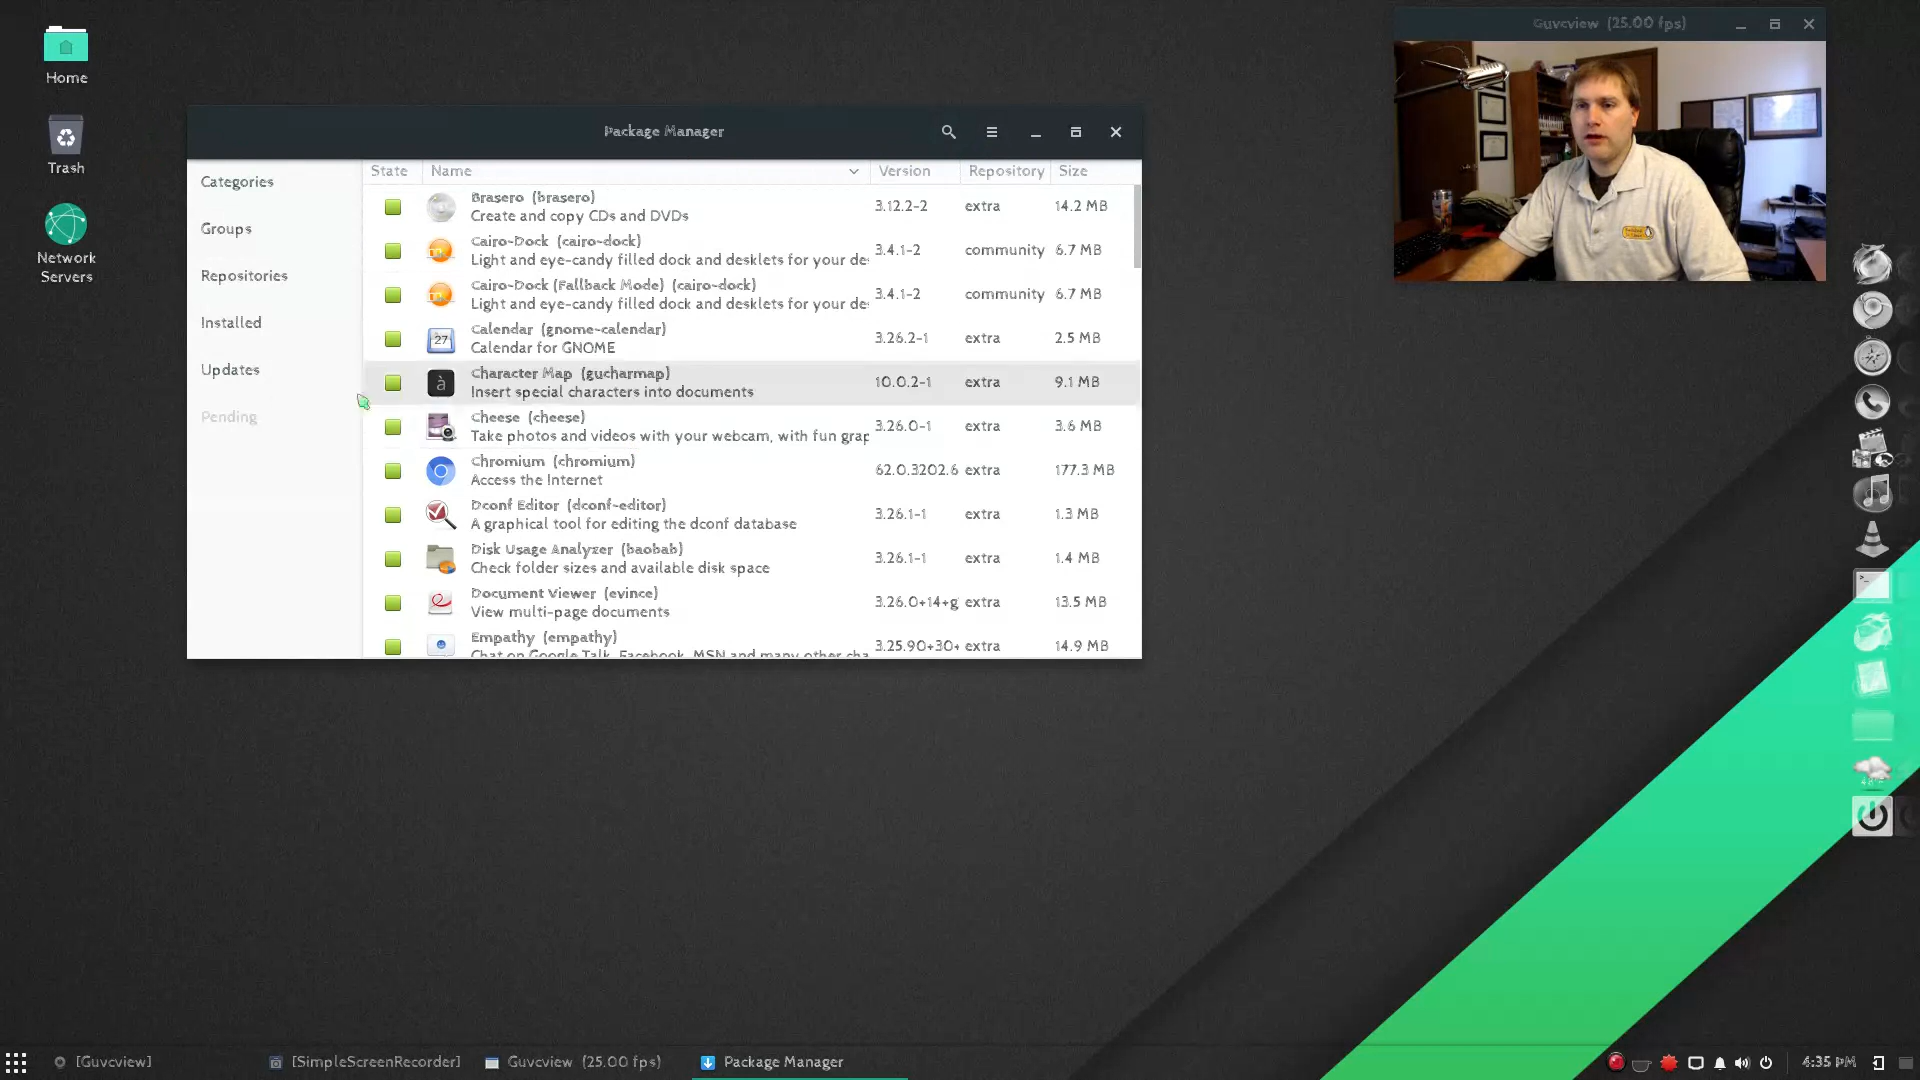 Guvcview (25.00 fps)
Home
Trash
Network
Servers
Package Manager
Categories
Groups
Repositories
Installed
Updates
Pending
State Name Version Repository Size
Brasero (brasero)
Create and copy CDs and DVDs
3.12.2-2 extra 14.2 MB
Cairo-Dock (cairo-dock)
Light and eye-candy filled dock and desklets for your de
3.4.1-2 community 6.7 MB
Cairo-Dock (Fallback Mode) (cairo-dock)
Light and eye-candy filled dock and desklets for your de
3.4.1-2 community 6.7 MB
27
Calendar (gnome-calendar)
Calendar for GNOME
3.26.2-1 extra 2.5 MB
à
Character Map (gucharmap)
Insert special characters into documents
10.0.2-1 extra 9.1 MB
Cheese (cheese)
Take photos and videos with your webcam, with fun grap
3.26.0-1 extra 3.6 MB
Chromium (chromium)
Access the Internet
62.0.3202.6 extra 177.3 MB
Dconf Editor (dconf-editor)
A graphical tool for editing the dconf database
3.26.1-1 extra 1.3 MB
Disk Usage Analyzer (baobab)
Check folder sizes and available disk space
3.26.1-1 extra 1.4 MB
Document Viewer (evince)
View multi-page documents
3.26.0+14+g extra 13.5 MB
Empathy (empathy)
Chat on Google Talk, Facebook, MSN and many other cha
3.25.90+30+ extra 14.9 MB
[Guvcview] [SimpleScreenRecorder] Guvcview (25.00 fps) Package Manager 4:35 PM